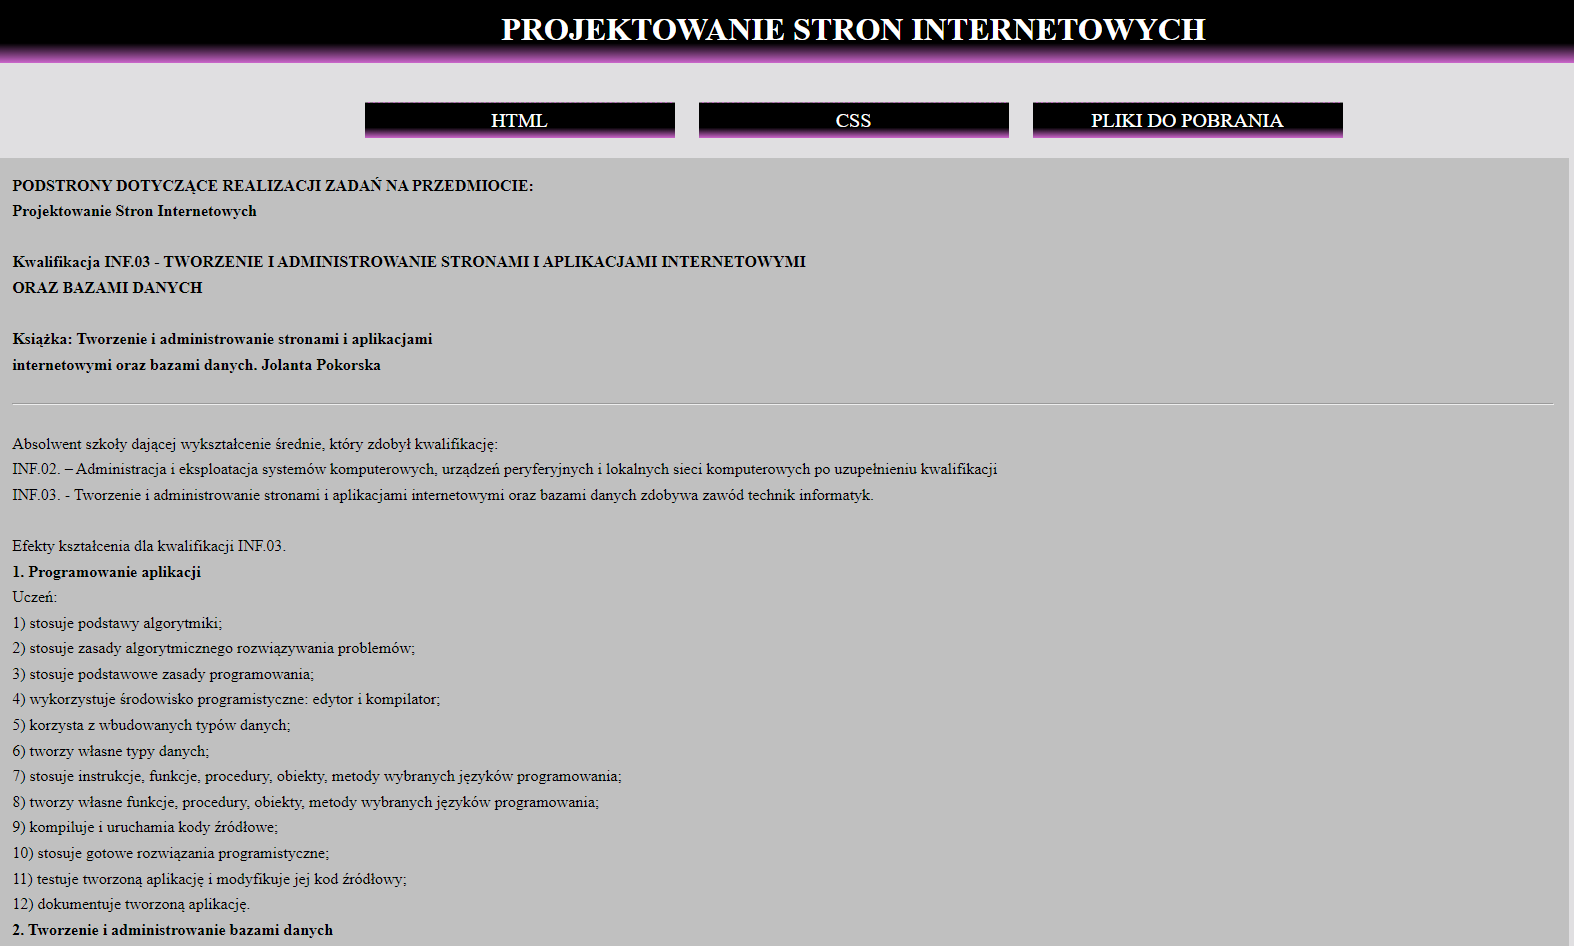 PROJEKTOWANIE STRON INTERNETOWYCH
HTML
CSS
PLIKI DO POBRANIA
PODSTRONY DOTYCZĄCE REALIZACJI ZADAŃ NA PRZEDMIOCIE:
Projektowanie Stron Internetowych
Kwalifikacja INF.03 - TWORZENIE I ADMINISTROWANIE STRONAMI I APLIKACJAMI INTERNETOWYMI
ORAZ BAZAMI DANYCH
Książka: Tworzenie i administrowanie stronami i aplikacjami
internetowymi oraz bazami danych. Jolanta Pokorska
Absolwent szkoły dającej wykształcenie średnie, który zdobył kwalifikację:
INF.02. – Administracja i eksploatacja systemów komputerowych, urządzeń peryferyjnych i lokalnych sieci komputerowych po uzupełnieniu kwalifikacji
INF.03. - Tworzenie i administrowanie stronami i aplikacjami internetowymi oraz bazami danych zdobywa zawód technik informatyk.
Efekty kształcenia dla kwalifikacji INF.03.
1. Programowanie aplikacji
Uczeń:
1) stosuje podstawy algorytmiki;
2) stosuje zasady algorytmicznego rozwiązywania problemów;
3) stosuje podstawowe zasady programowania;
4) wykorzystuje środowisko programistyczne: edytor i kompilator;
5) korzysta z wbudowanych typów danych;
6) tworzy własne typy danych;
7) stosuje instrukcje, funkcje, procedury, obiekty, metody wybranych języków programowania;
8) tworzy własne funkcje, procedury, obiekty, metody wybranych języków programowania;
9) kompiluje i uruchamia kody źródłowe;
10) stosuje gotowe rozwiązania programistyczne;
11) testuje tworzoną aplikację i modyfikuje jej kod źródłowy;
12) dokumentuje tworzoną aplikację.
2. Tworzenie i administrowanie bazami danych